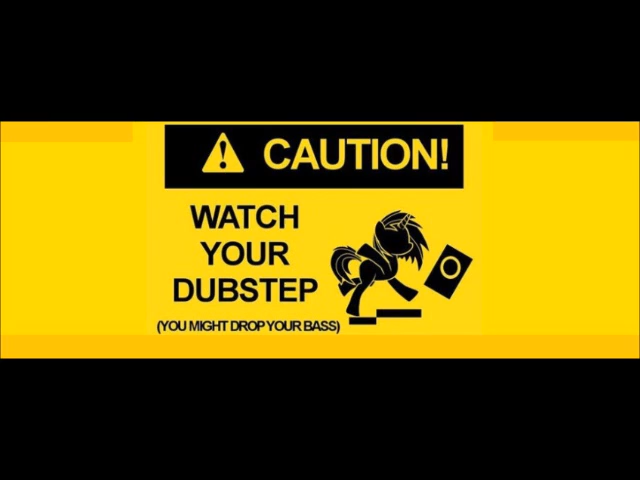 CAUTION!
WATCH
YOUR
DUBSTEP
(YOU MIGHT DROP YOUR BASS)